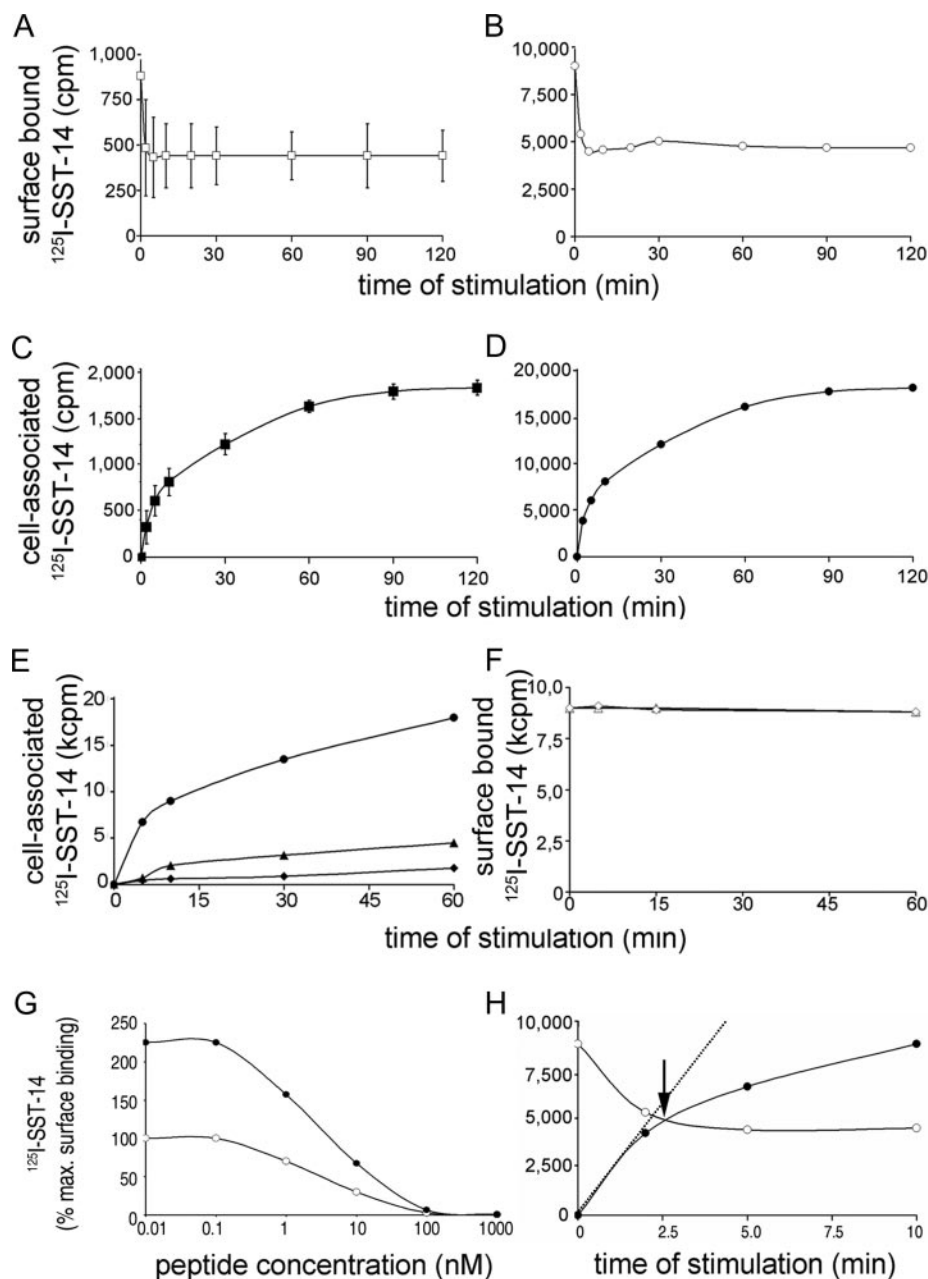 A
B
surface bound
¹²⁵I-SST-14 (cpm)
1,000
750
500
250
0
0 30 60 90 120
10,000
7,500
5,000
2,500
0
0 30 60 90 120
time of stimulation (min)
C
D
cell-associated
¹²⁵I-SST-14 (cpm)
2,000
1,500
1,000
500
0
0 30 60 90 120
20,000
15,000
10,000
5,000
0
0 30 60 90 120
time of stimulation (min)
E
F
cell-associated
¹²⁵I-SST-14 (kcpm)
20
15
10
5
0
0 15 30 45 60
surface bound
¹²⁵I-SST-14 (kcpm)
10,0
7,5
5,0
2,5
0
0 15 30 45 60
time of stimulation (min)
G
H
¹²⁵I-SST-14
(% max. surface binding)
250
200
150
100
50
0
0.01 0.1 1 10 100 1000
peptide concentration (nM)
10,000
7,500
5,000
2,500
0
0 2.5 5.0 7.5 10
time of stimulation (min)